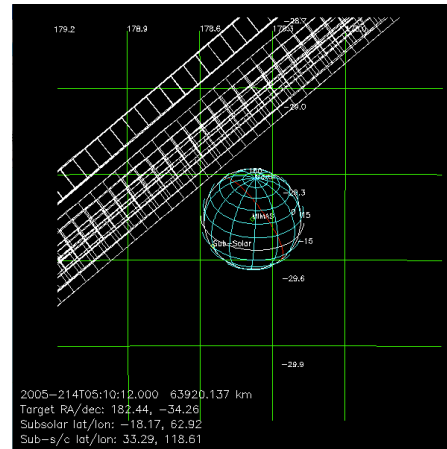 179.2 178.9 178.6 -28.7
-29.0
-29.3
MIMAS 0 15
Sub-Solar -15
-29.6
-29.9
2005-214T05:10:12.000 63920.137 km
Target RA/dec: 182.44, -34.26
Subsolar lat/lon: -18.17, 62.92
Sub-s/c lat/lon: 33.29, 118.61